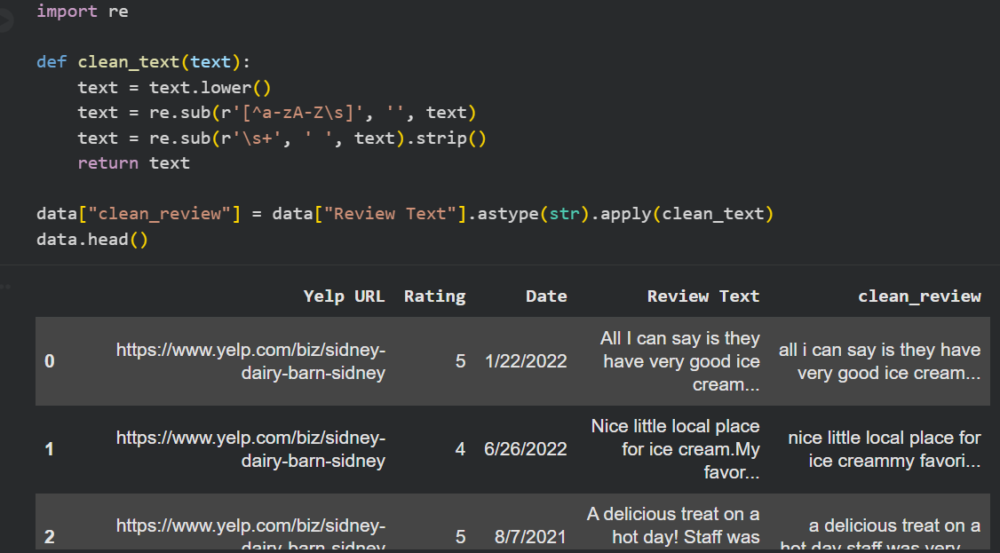 import re
def clean_text(text):
    text = text.lower()
    text = re.sub(r'[^a-zA-Z\s]', '', text)
    text = re.sub(r'\s+', ' ', text).strip()
    return text
data["clean_review"] = data["Review Text"].astype(str).apply(clean_text)
data.head()
Yelp URL Rating Date Review Text clean_review
All I can say is they
https://www.yelp.com/biz/sidney- all i can say is they have
0 5 1/22/2022 have very good ice
dairy-barn-sidney very good ice cream...
cream...
Nice little local place
https://www.yelp.com/biz/sidney- nice little local place for
1 4 6/26/2022 for ice cream.My
dairy-barn-sidney ice creammy favori...
favor...
A delicious treat on a
https://www.yelp.com/biz/sidney- a delicious treat on a
2 5 8/7/2021 hot day! Staff was
dairy-barn-sidney hot day staff was very